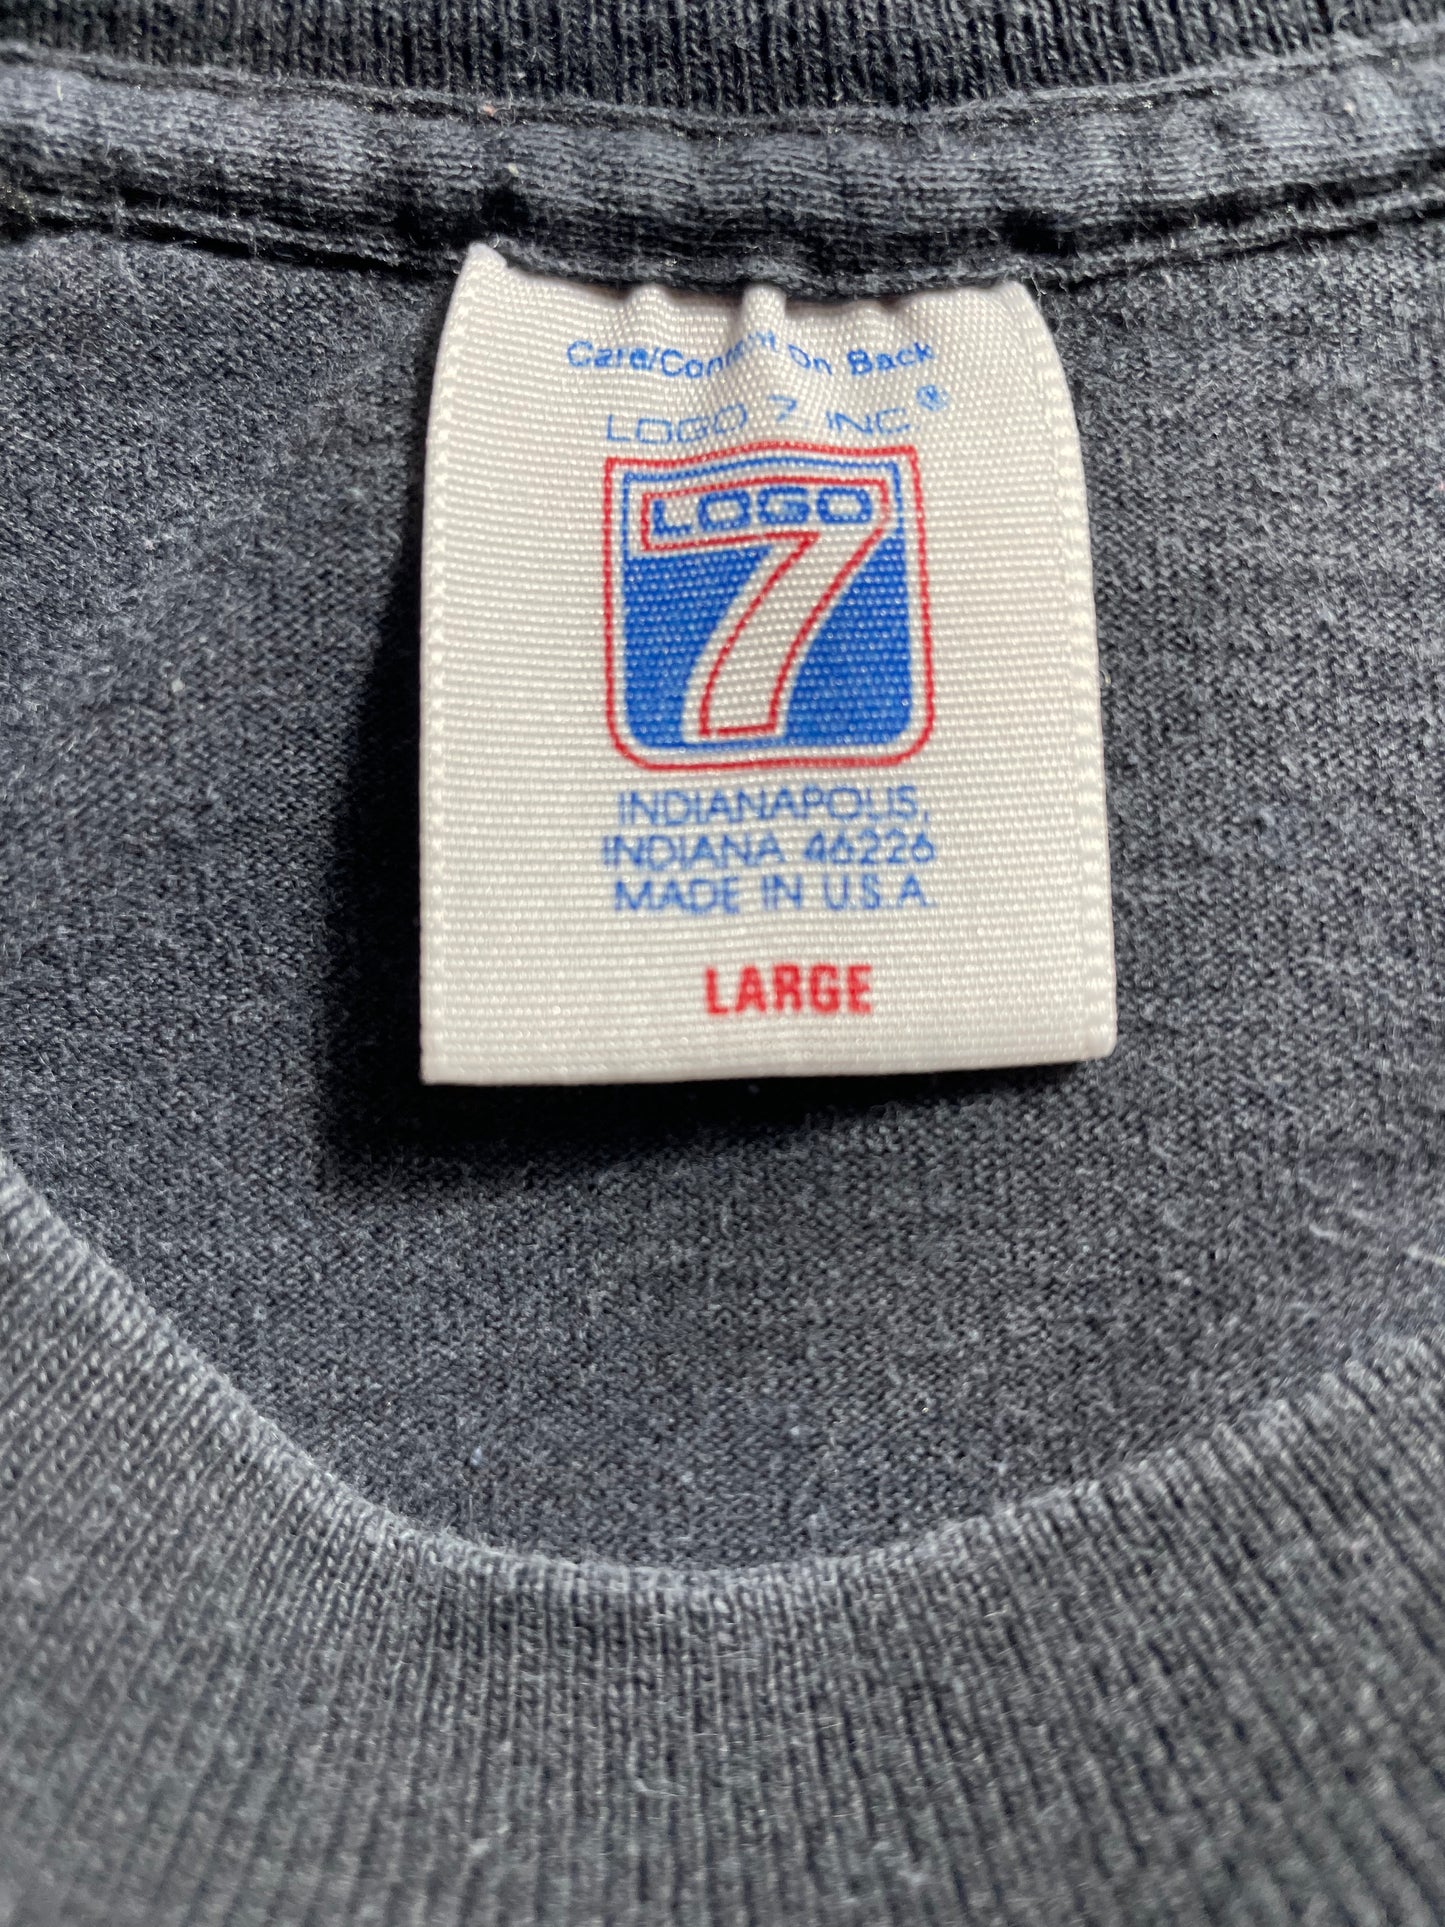 Care/Content On Back
LOGO 7, INC®
LOGO
7
INDIANAPOLIS,
INDIANA 46226
MADE IN U.S.A.
LARGE